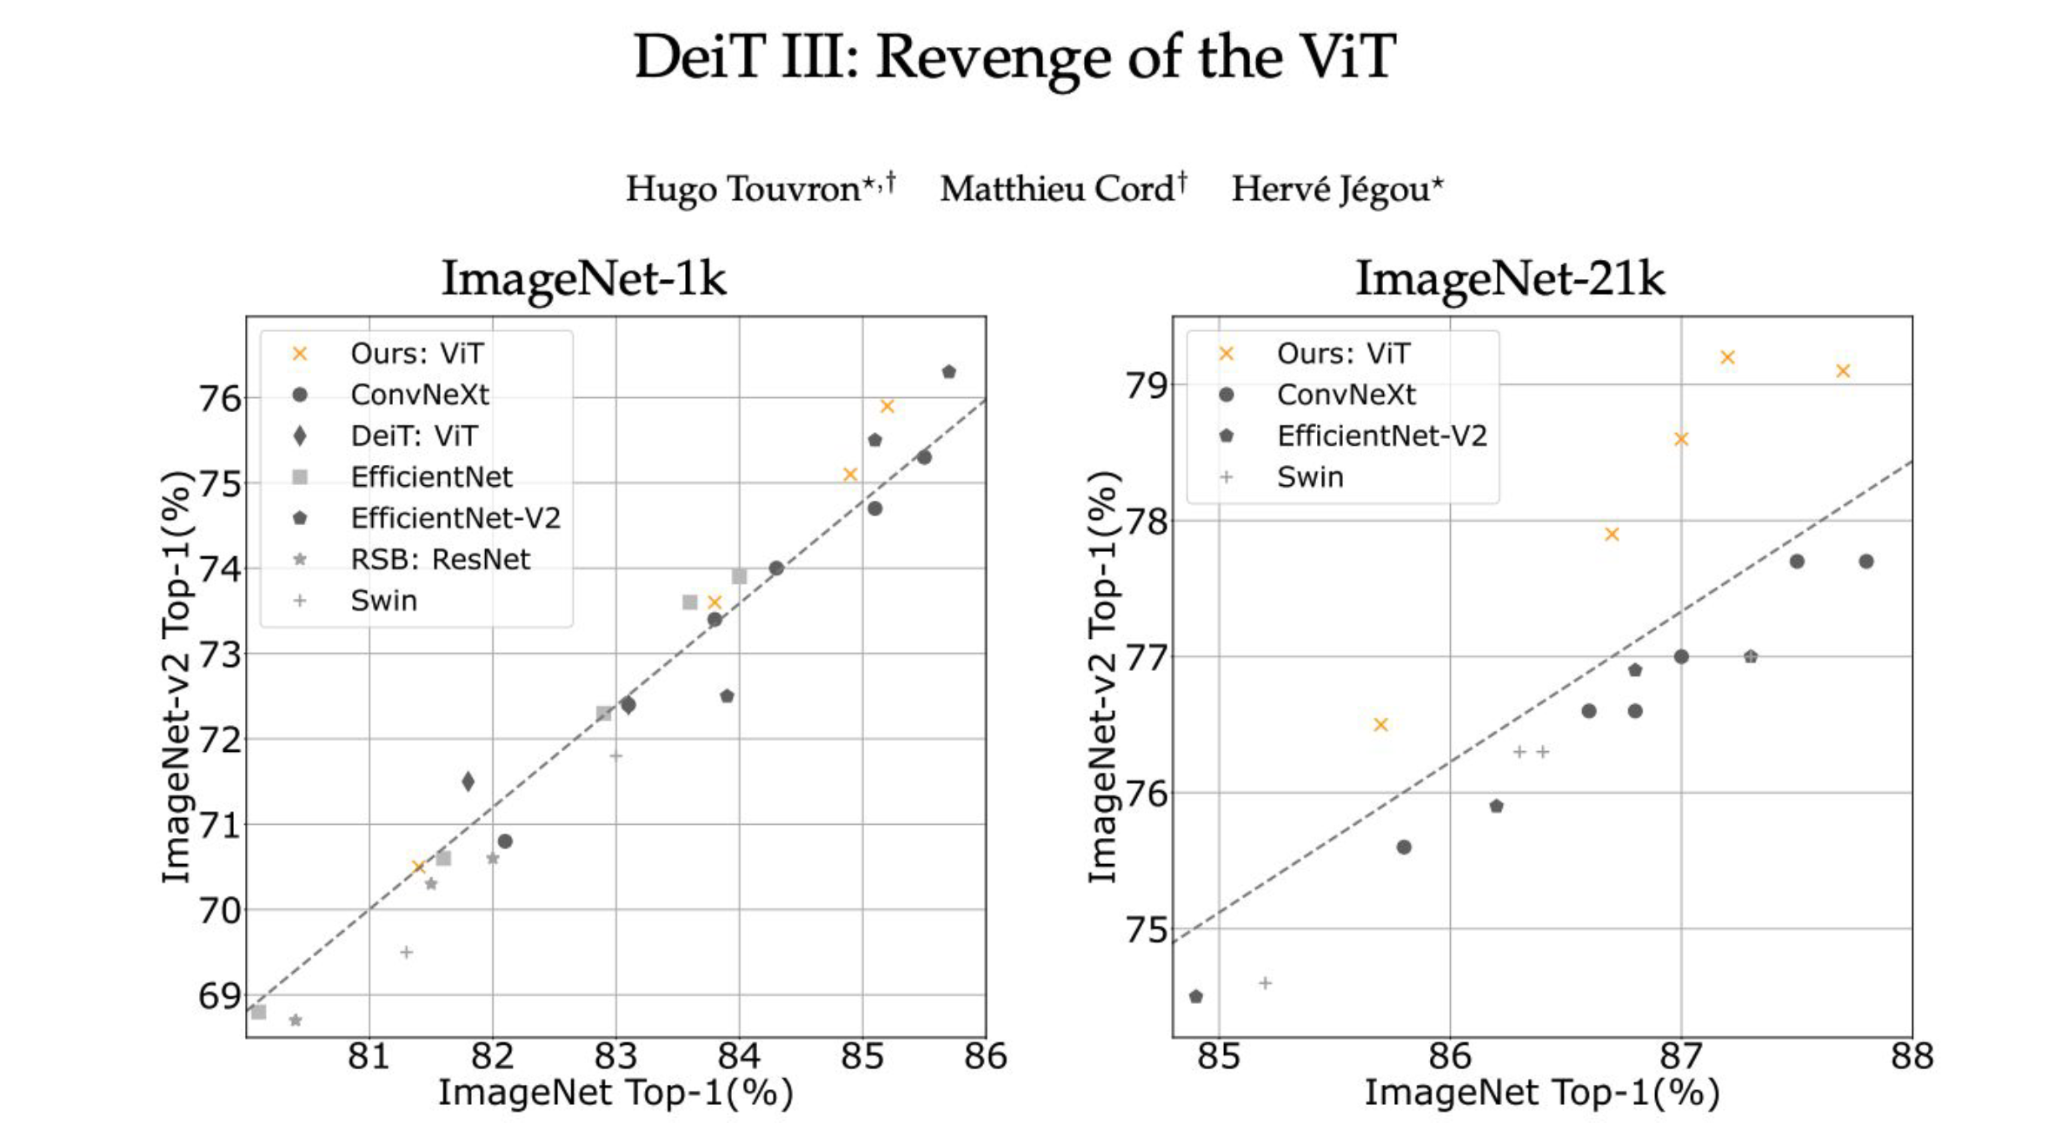 DeiT III: Revenge of the ViT
Hugo Touvron⋆,† Matthieu Cord† Hervé Jégou⋆
ImageNet-1k
Ours: ViT
ConvNeXt
DeiT: ViT
EfficientNet
EfficientNet-V2
RSB: ResNet
Swin
ImageNet-v2 Top-1(%)
76
75
74
73
72
71
70
69
81 82 83 84 85 86
ImageNet Top-1(%)
ImageNet-21k
Ours: ViT
ConvNeXt
EfficientNet-V2
Swin
ImageNet-v2 Top-1(%)
79
78
77
76
75
85 86 87 88
ImageNet Top-1(%)